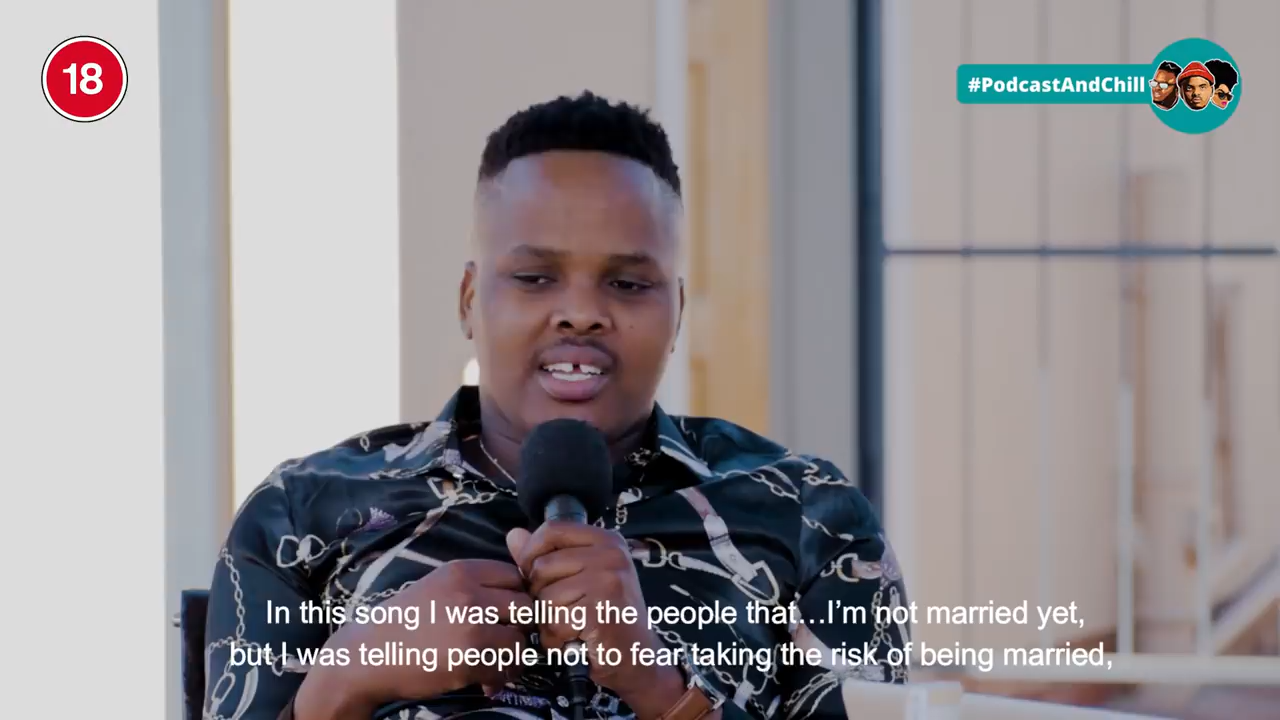 18
#PodcastAndChill
In this song I was telling the people that...I’m not married yet,
but I was telling people not to fear taking the risk of being married,